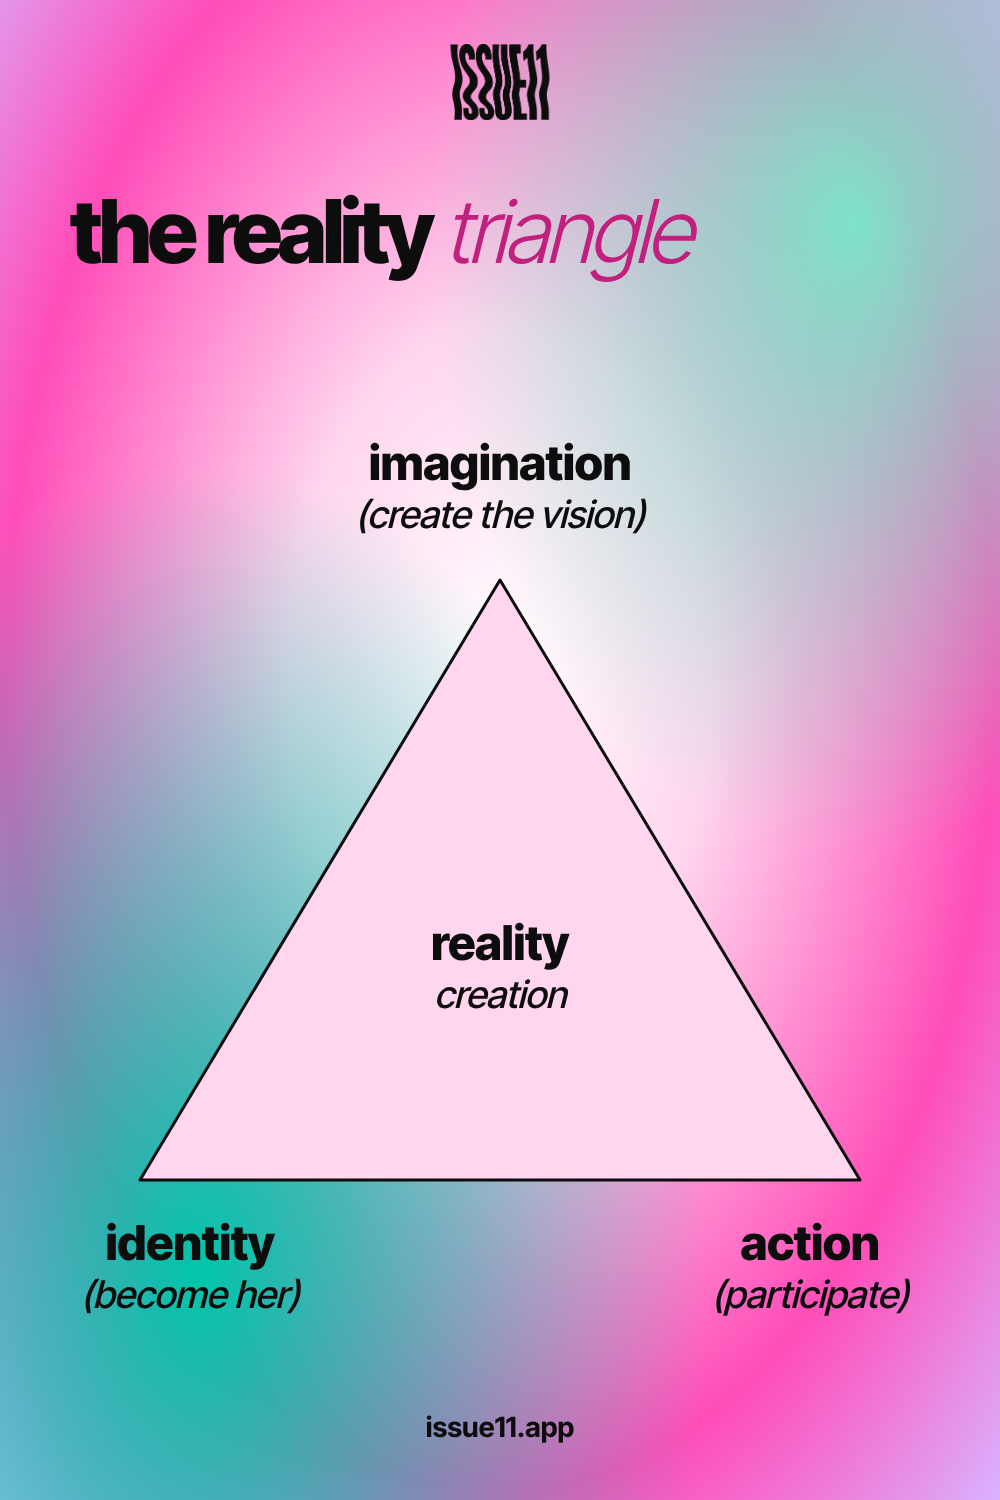 ISSUE11
the reality triangle
imagination
(create the vision)
reality
creation
identity
(become her)
action
(participate)
issue11.app